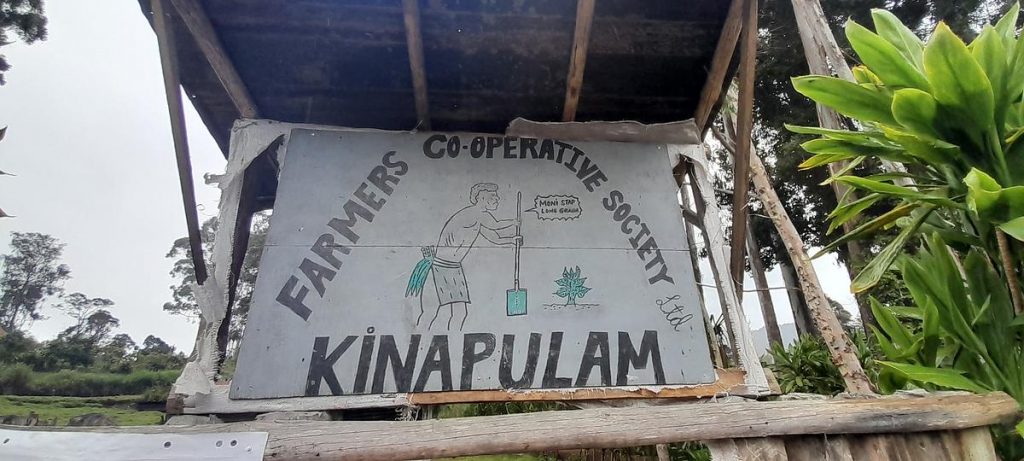 FARMERS CO-OPERATIVE SOCIETY Ltd
MONI STAP
LONG GRAUN
KINAPULAM